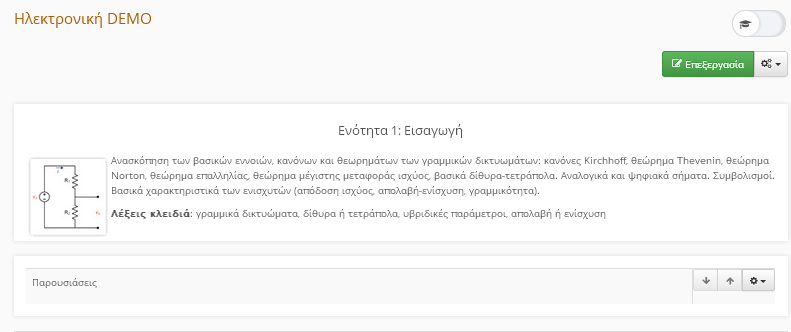 Ηλεκτρονική DEMO
Επεξεργασία
Ενότητα 1: Εισαγωγή
Ανασκόπηση των βασικών εννοιών, κανόνων και θεωρημάτων των γραμμικών δικτυωμάτων: κανόνες Kirchhoff, θεώρημα Thevenin, θεώρημα
Norton, θεώρημα επαλληλίας, θεώρημα μέγιστης μεταφοράς ισχύος, βασικά δίθυρα-τετράπολα. Αναλογικά και ψηφιακά σήματα. Συμβολισμοί.
Βασικά χαρακτηριστικά των ενισχυτών (απόδοση ισχύος, απολαβή-ενίσχυση, γραμμικότητα).
Λέξεις κλειδιά: γραμμικά δικτυώματα, δίθυρα ή τετράπολα, υβριδικές παράμετροι, απολαβή ή ενίσχυση
Παρουσιάσεις